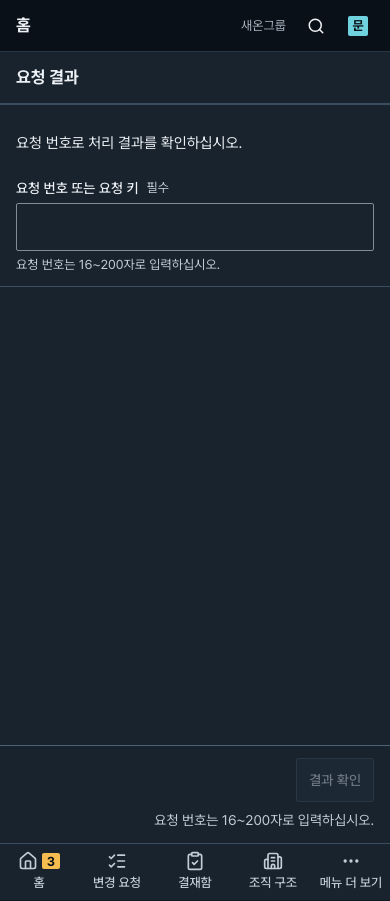 홈
새온그룹
문
요청 결과
요청 번호로 처리 결과를 확인하십시오.
요청 번호 또는 요청 키 필수
요청 번호는 16~200자로 입력하십시오.
결과 확인
요청 번호는 16~200자로 입력하십시오.
3
홈
변경 요청
결재함
조직 구조
메뉴 더 보기